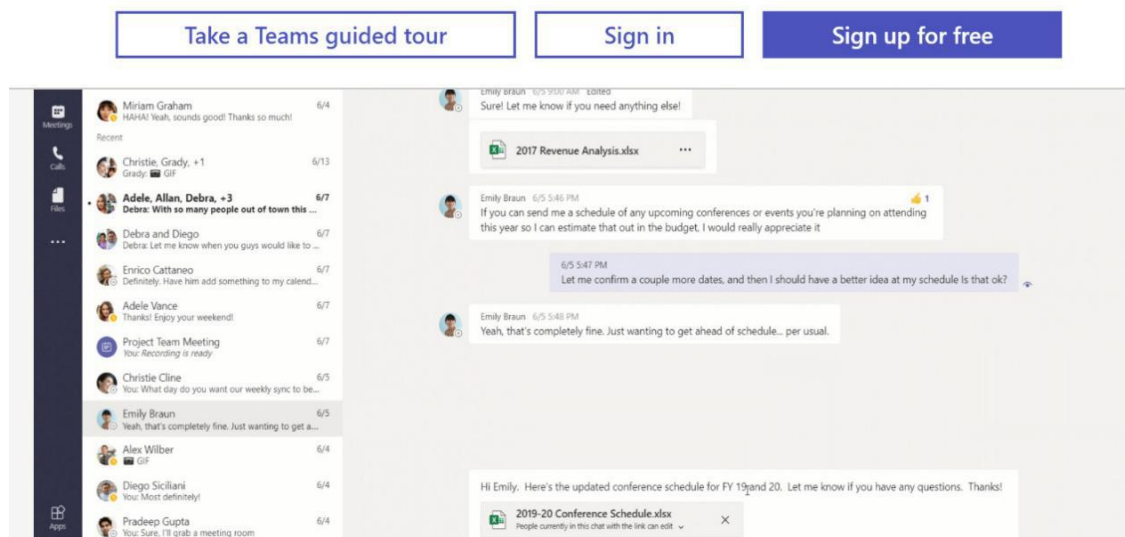 Take a Teams guided tour
Sign in
Sign up for free
Meetings
Calls
Files
Apps
Miriam Graham 6/4
HAHA! Yeah, sounds good! Thanks so much!
Recent
Christie, Grady, +1 6/13
Grady: GIF
Adele, Allan, Debra, +3 6/7
Debra: With so many people out of town this ...
Debra and Diego 6/7
Debra: Let me know when you guys would like to ...
Enrico Cattaneo 6/7
Definitely. Have him add something to my calend...
Adele Vance 6/7
Thanks! Enjoy your weekend!
Project Team Meeting 6/7
You: Recording is ready
Christie Cline 6/5
You: What day do you want our weekly sync to be...
Emily Braun 6/5
Yeah, that's completely fine. Just wanting to get a...
Alex Wilber 6/4
GIF
Diego Siciliani 6/4
You: Most definitely!
Pradeep Gupta 6/4
You: Sure, I'll grab a meeting room
Emily Braun 6/5 9:00 AM Edited
Sure! Let me know if you need anything else!
2017 Revenue Analysis.xlsx ...
Emily Braun 6/5 5:46 PM 1
If you can send me a schedule of any upcoming conferences or events you're planning on attending
this year so I can estimate that out in the budget, I would really appreciate it
6/5 5:47 PM
Let me confirm a couple more dates, and then I should have a better idea at my schedule Is that ok?
Emily Braun 6/5 5:48 PM
Yeah, that's completely fine. Just wanting to get ahead of schedule... per usual.
Hi Emily. Here's the updated conference schedule for FY 19 and 20. Let me know if you have any questions. Thanks!
2019-20 Conference Schedule.xlsx
People currently in this chat with the link can edit